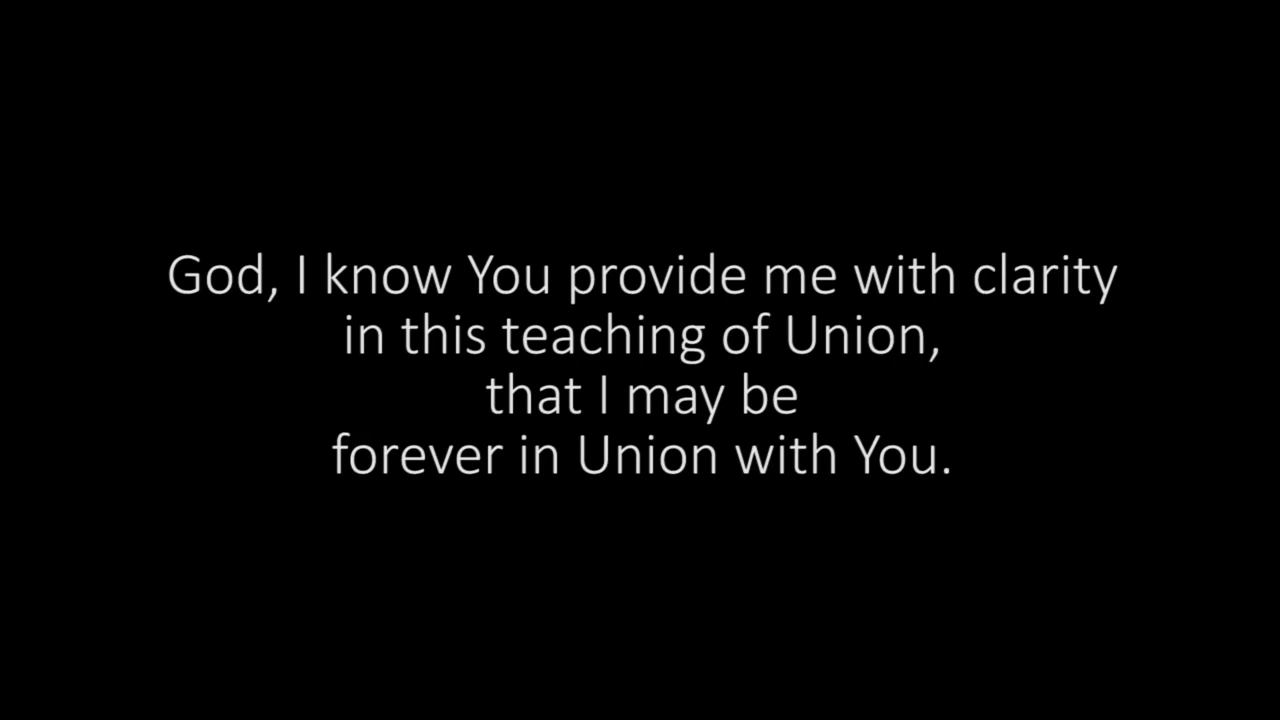 God, I know You provide me with clarity
in this teaching of Union,
that I may be
forever in Union with You.